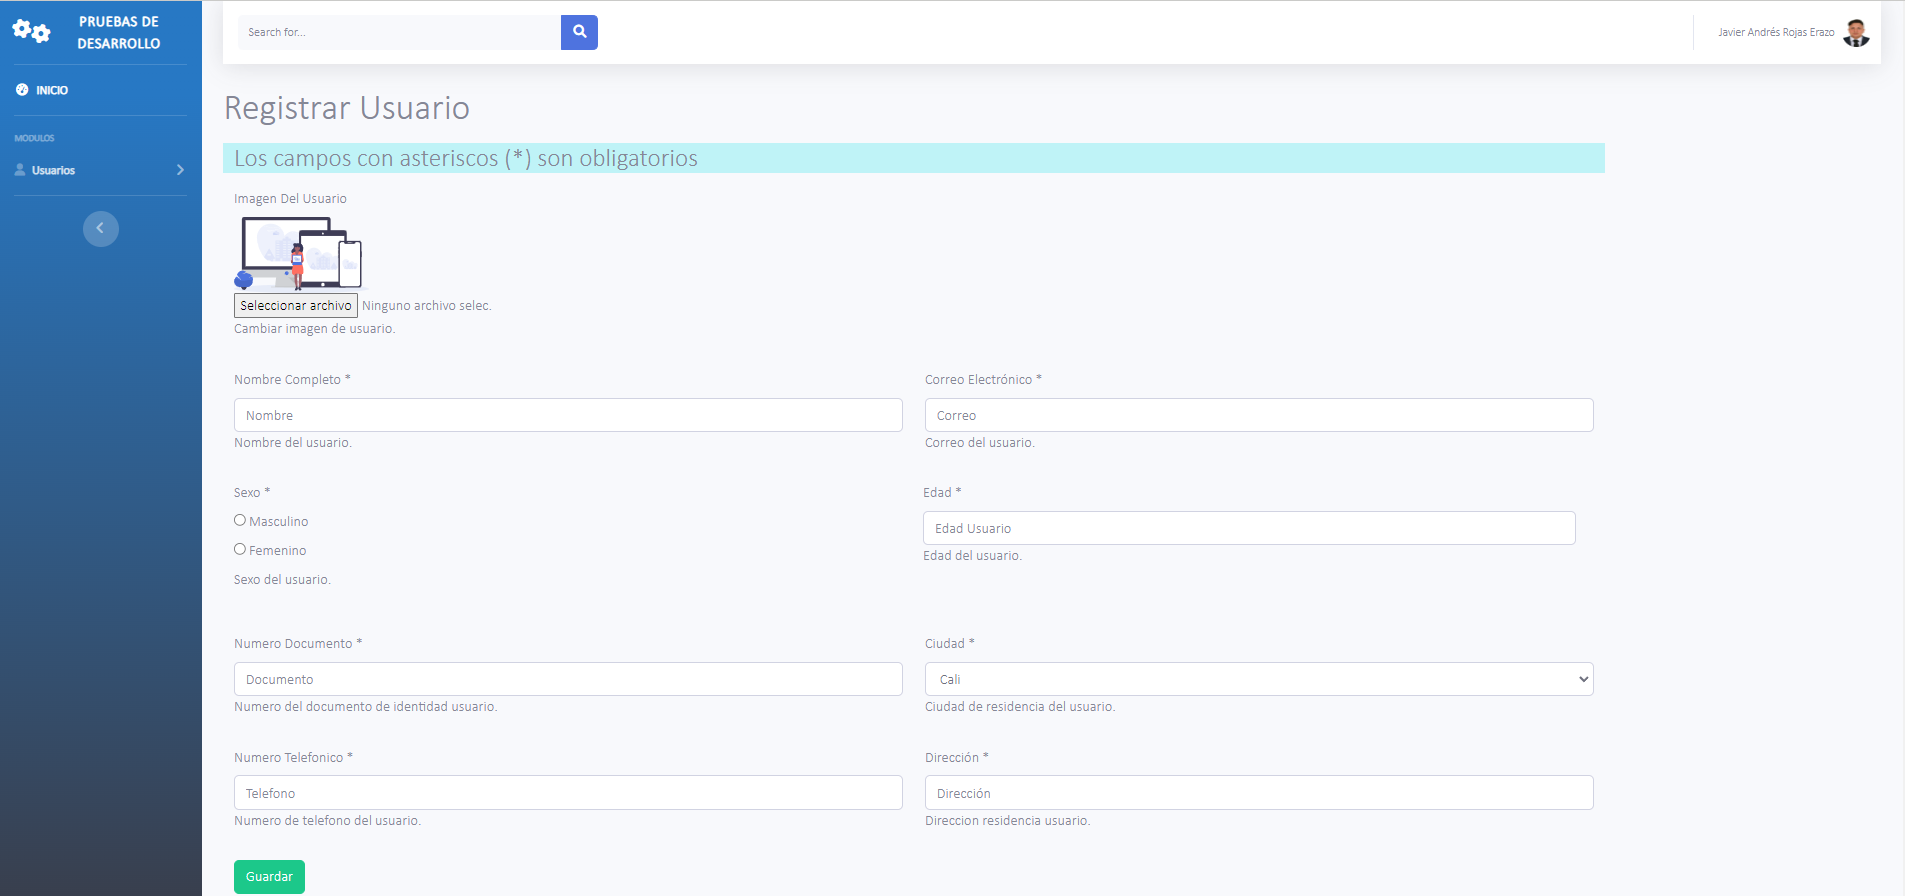 PRUEBAS DE
DESARROLLO
INICIO
MODULOS
Usuarios
Search for...
Javier Andrés Rojas Erazo
Registrar Usuario
Los campos con asteriscos (*) son obligatorios
Imagen Del Usuario
Seleccionar archivo Ninguno archivo selec.
Cambiar imagen de usuario.
Nombre Completo *
Nombre
Nombre del usuario.
Correo Electrónico *
Correo
Correo del usuario.
Sexo *
Masculino
Femenino
Sexo del usuario.
Edad *
Edad Usuario
Edad del usuario.
Numero Documento *
Documento
Numero del documento de identidad usuario.
Ciudad *
Cali
Ciudad de residencia del usuario.
Numero Telefonico *
Telefono
Numero de telefono del usuario.
Dirección *
Dirección
Direccion residencia usuario.
Guardar